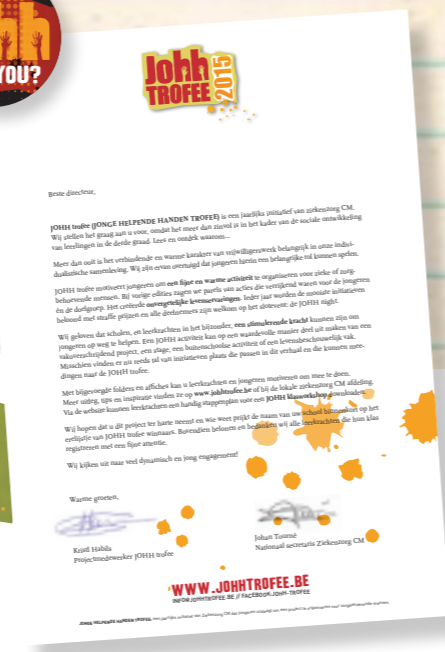 YOU?
Johh
TROFEE
2015
Beste directeur,
JOHH trofee (JONGE HELPENDE HANDEN TROFEE) is een jaarlijks initiatief van ziekenzorg CM.
Wij stellen het graag aan u voor, omdat het meer dan zinvol is in het kader van de sociale ontwikkeling
van leerlingen in de derde graad. Lees en ontdek waarom...
Meer dan ooit is het verbindende en warme karakter van vrijwilligerswerk belangrijk in onze indivi-
dualistische samenleving. Wij zijn ervan overtuigd dat jongeren hierin een belangrijke rol kunnen spelen.
JOHH trofee motiveert jongeren om een fijne en warme activiteit te organiseren voor zieke of zorg-
behoevende mensen. Bij vorige edities zagen we parels van acties die verrijkend waren voor de jongeren
én de doelgroep. Het creëerde onvergetelijke levenservaringen. Ieder jaar worden de mooiste initiatieven
beloond met straffe prijzen en alle deelnemers zijn welkom op het slotevent: de JOHH night.
Wij geloven dat scholen, en leerkrachten in het bijzonder, een stimulerende kracht kunnen zijn om
jongeren op weg te helpen. Een JOHH activiteit kan op een waardevolle manier deel uit maken van een
vakoverschrijdend project, een stage, een buitenschoolse activiteit of een levensbeschouwelijk vak.
Misschien vinden er nu reeds tal van initiatieven plaats die passen in dit verhaal en die kunnen mee-
dingen naar de JOHH trofee.
Met bijgevoegde folders en affiches kan u leerkrachten en jongeren motiveren om mee te doen.
Meer uitleg, tips en inspiratie vinden ze op www.johhtrofee.be of bij de lokale ziekenzorg CM afdeling.
Via de website kunnen leerkrachten een handig stappenplan voor een JOHH klasworkshop downloaden.
Wij hopen dat u dit project ter harte neemt en wie weet prijkt de naam van uw school binnenkort op het
erelijstje van JOHH trofee winnaars. Bovendien belonen en bedanken wij alle leerkrachten die hun klas
registreren met een fijne attentie.
Wij kijken uit naar veel dynamisch en jong engagement!
Warme groeten,
Kristl Habils
Projectmedewerker JOHH trofee
Johan Tourné
Nationaal secretaris Ziekenzorg CM
WWW.JOHHTROFEE.BE
INFO@JOHHTROFEE.BE // FACEBOOK: JOHH-TROFEE
JONGE HELPENDE HANDEN TROFEE: